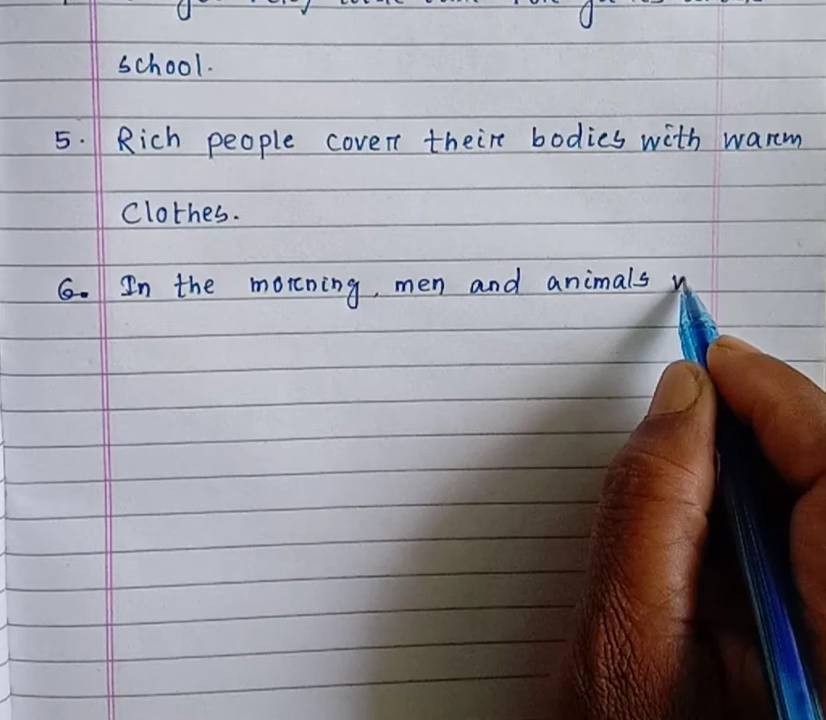 school.
5. Rich people cover their bodies with warm
Clothes.
6. In the morning, men and animals